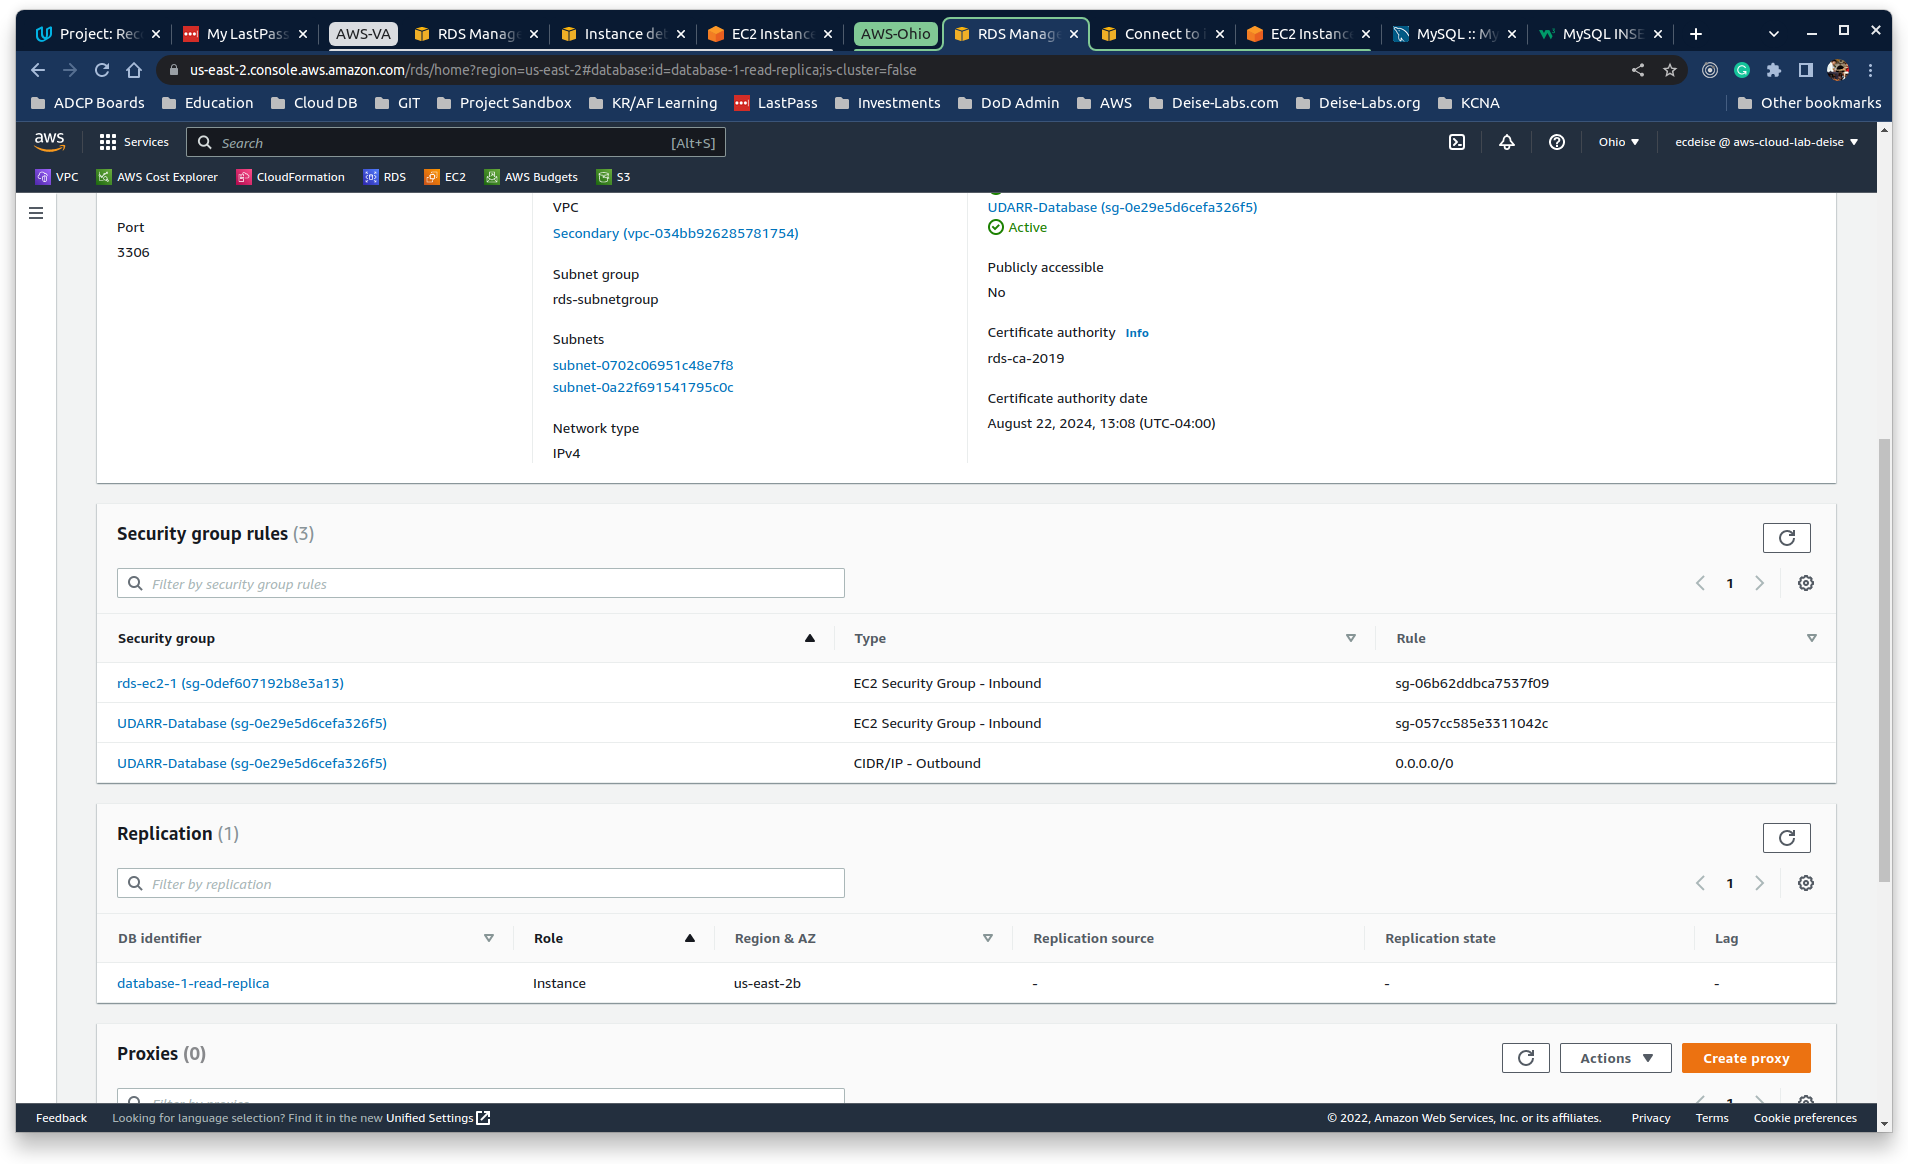 Project: Rec
My LastPass
AWS-VA
RDS Manage
Instance det
EC2 Instance
AWS-Ohio
RDS Manage
Connect to
EC2 Instance
MySQL :: My
MySQL INSE
us-east-2.console.aws.amazon.com/rds/home?region=us-east-2#database:id=database-1-read-replica;is-cluster=false
ADCP Boards
Education
Cloud DB
GIT
Project Sandbox
KR/AF Learning
LastPass
Investments
DoD Admin
AWS
Deise-Labs.com
Deise-Labs.org
KCNA
Other bookmarks
aws
Services
Search
[Alt+S]
Ohio
ecdeise @ aws-cloud-lab-deise
VPC
AWS Cost Explorer
CloudFormation
RDS
EC2
AWS Budgets
S3
Port
3306
VPC
Secondary (vpc-034bb926285781754)
Subnet group
rds-subnetgroup
Subnets
subnet-0702c06951c48e7f8
subnet-0a22f691541795c0c
Network type
IPv4
UDARR-Database (sg-0e29e5d6cefa326f5)
Active
Publicly accessible
No
Certificate authority Info
rds-ca-2019
Certificate authority date
August 22, 2024, 13:08 (UTC-04:00)
Security group rules (3)
Filter by security group rules
1
Security group
Type
Rule
rds-ec2-1 (sg-0def607192b8e3a13)
EC2 Security Group - Inbound
sg-06b62ddbca7537f09
UDARR-Database (sg-0e29e5d6cefa326f5)
EC2 Security Group - Inbound
sg-057cc585e3311042c
UDARR-Database (sg-0e29e5d6cefa326f5)
CIDR/IP - Outbound
0.0.0.0/0
Replication (1)
Filter by replication
1
DB identifier
Role
Region & AZ
Replication source
Replication state
Lag
database-1-read-replica
Instance
us-east-2b
-
-
-
Proxies (0)
Actions
Create proxy
Feedback
Looking for language selection? Find it in the new Unified Settings
© 2022, Amazon Web Services, Inc. or its affiliates.
Privacy
Terms
Cookie preferences